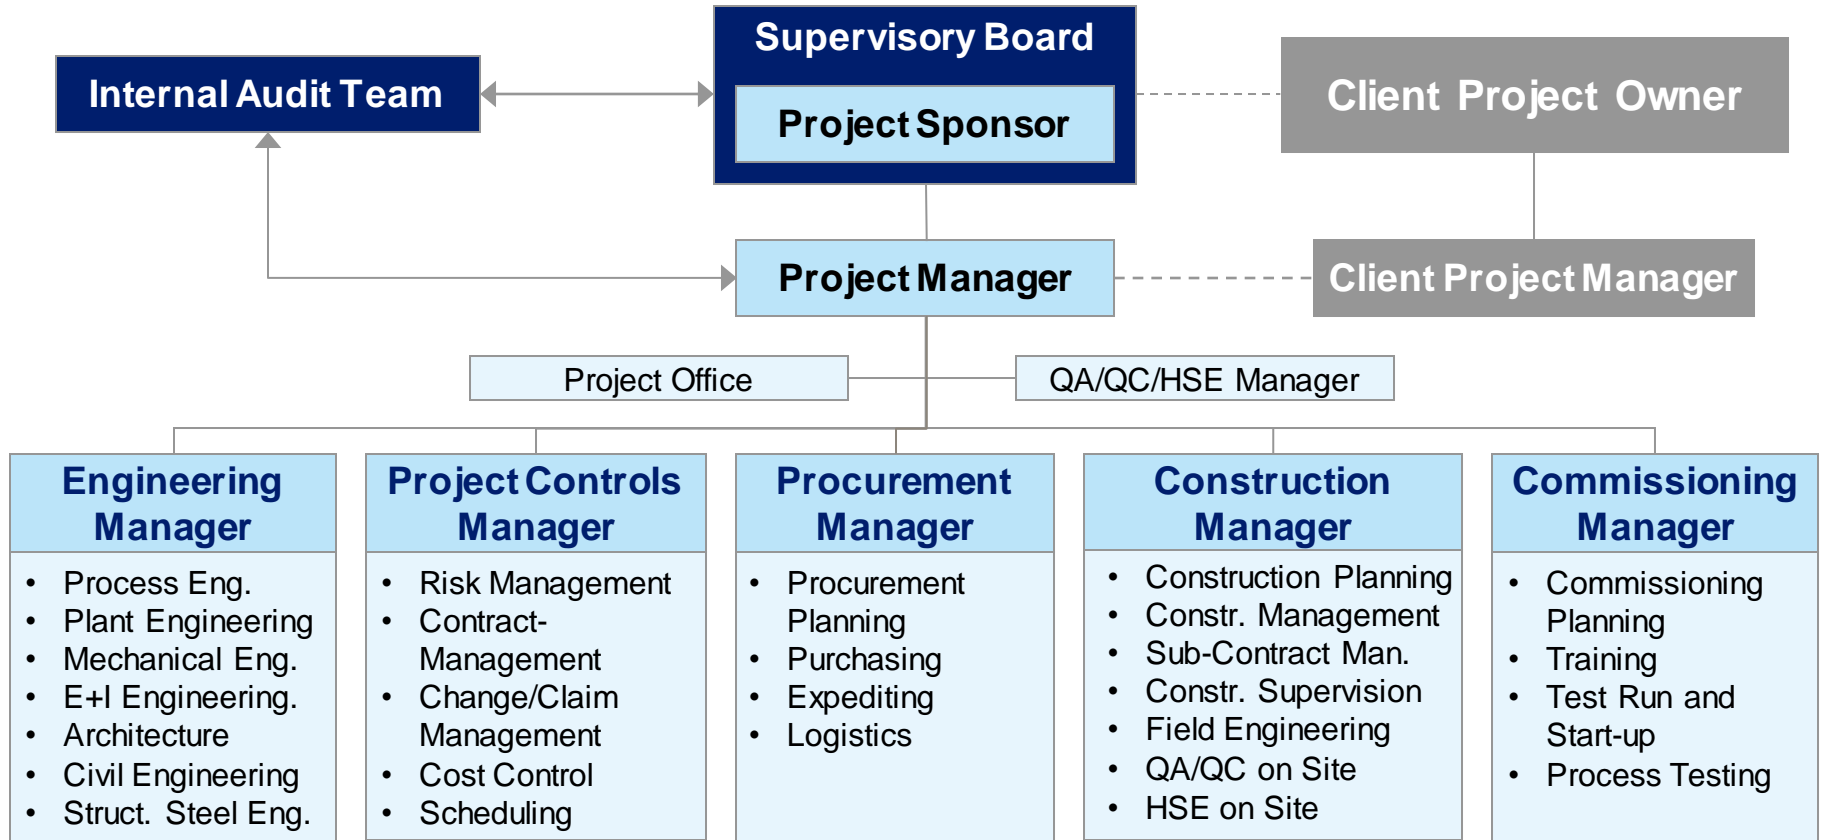 Supervisory Board
Internal Audit Team
Project Sponsor
Client Project Owner
Project Manager
Client Project Manager
Project Office
QA/QC/HSE Manager
Engineering
Manager
• Process Eng.
• Plant Engineering
• Mechanical Eng.
• E+I Engineering.
• Architecture
• Civil Engineering
• Struct. Steel Eng.
Project Controls
Manager
• Risk Management
• Contract-
Management
• Change/Claim
Management
• Cost Control
• Scheduling
Procurement
Manager
• Procurement
Planning
• Purchasing
• Expediting
• Logistics
Construction
Manager
• Construction Planning
• Constr. Management
• Sub-Contract Man.
• Constr. Supervision
• Field Engineering
• QA/QC on Site
• HSE on Site
Commissioning
Manager
• Commissioning
Planning
• Training
• Test Run and
Start-up
• Process Testing